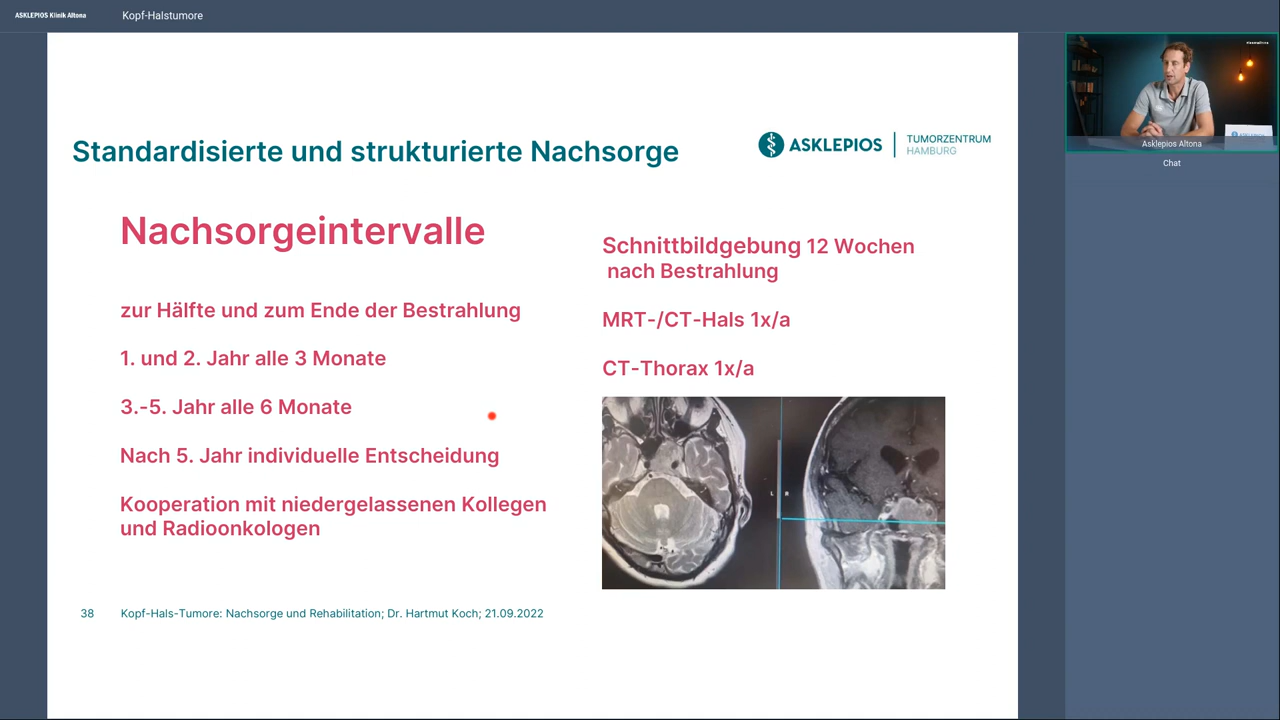 ASKLEPIOS Klinik Altona
Kopf-Halstumore
Standardisierte und strukturierte Nachsorge
ASKLEPIOS
TUMORZENTRUM
HAMBURG
Nachsorgeintervalle
zur Hälfte und zum Ende der Bestrahlung
1. und 2. Jahr alle 3 Monate
3.-5. Jahr alle 6 Monate
Nach 5. Jahr individuelle Entscheidung
Kooperation mit niedergelassenen Kollegen
und Radioonkologen
Schnittbildgebung 12 Wochen
nach Bestrahlung
MRT-/CT-Hals 1x/a
CT-Thorax 1x/a
L R
38 Kopf-Hals-Tumore: Nachsorge und Rehabilitation; Dr. Hartmut Koch; 21.09.2022
Asklepios Altona
Chat